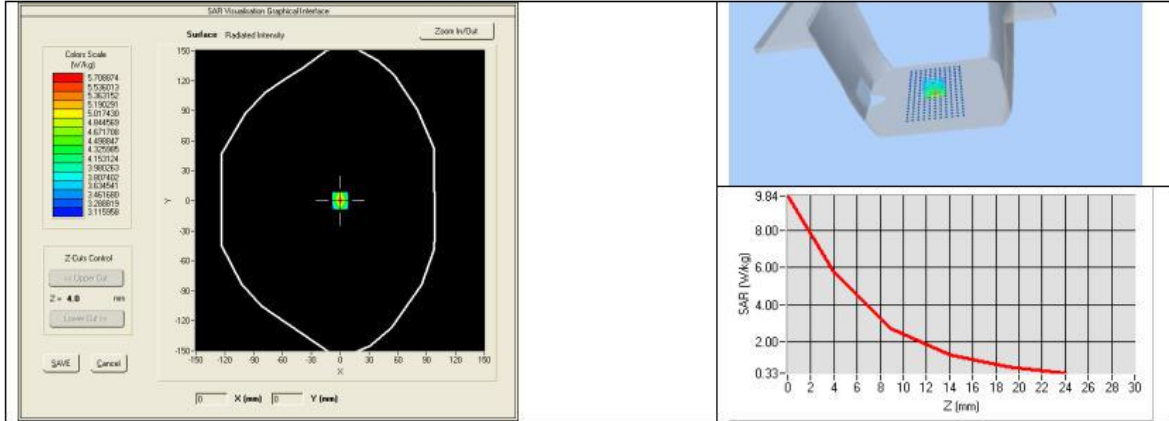 SAR Visualisation Graphical Interface
Surface Radiated Intensity
Zoom In/Out
Colors Scale
(W/kg)
5.708874
5.536013
5.363152
5.190291
5.017430
4.844569
4.671708
4.498847
4.325985
4.153124
3.980263
3.807402
3.634541
3.461680
3.288819
3.115958
Z-Cuts Control
<< Upper Cut
Z = 4.0 mm
Lower Cut >>
SAVE Cancel
150
120
90
60
30
0
-30
-60
-90
-120
-150
Y
-150 -120 -90 -60 -30 0 30 60 90 120 150
X
0 X (mm) 0 Y (mm)
9.84
8.00
6.00
4.00
2.00
0.33
SAR (W/kg)
0 2 4 6 8 10 12 14 16 18 20 22 24 26 28 30
Z (mm)